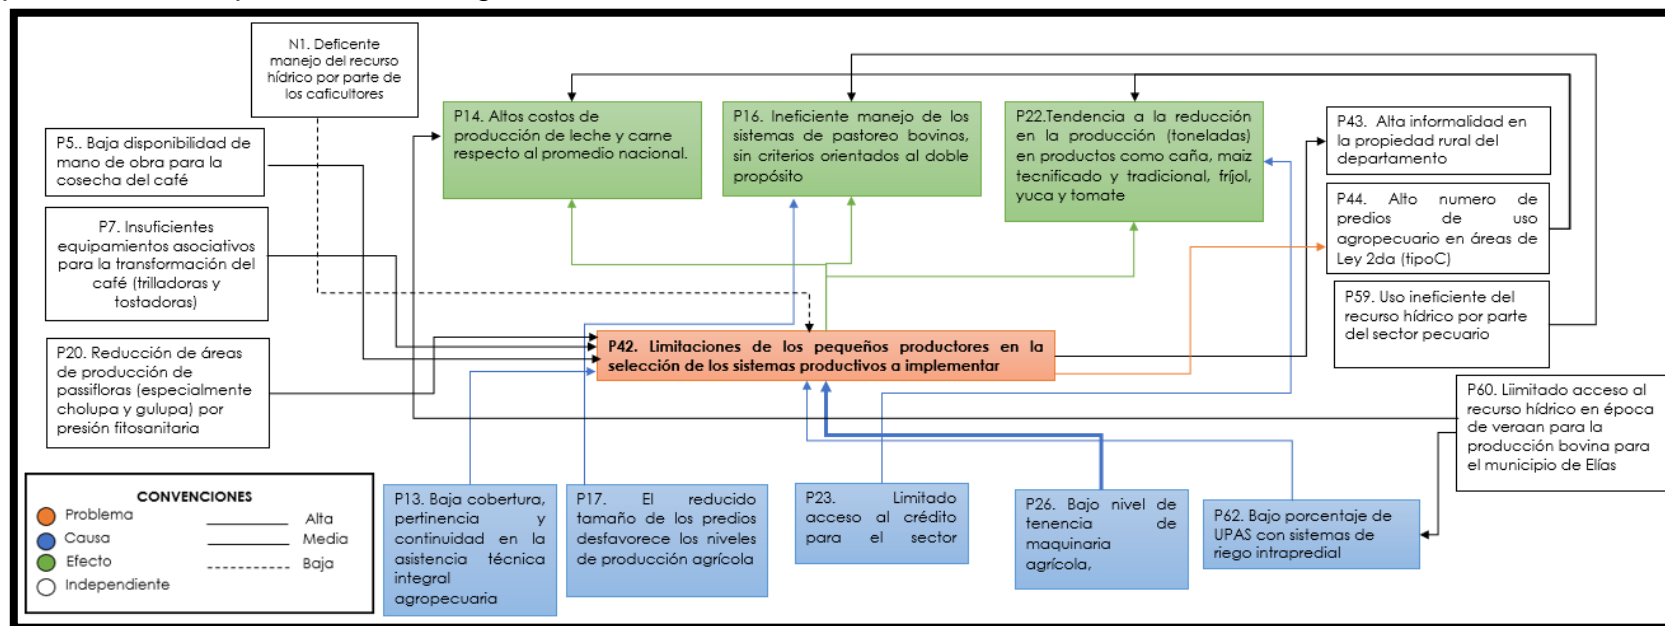 N1. Deficente
manejo del recurso
hídrico por parte de
los caficultores
P14. Altos costos de
producción de leche y carne
respecto al promedio nacional.
P16. Ineficiente manejo de los
sistemas de pastoreo bovinos,
sin criterios orientados al doble
propósito
P22.Tendencia a la reducción
en la producción (toneladas)
en productos como caña, maiz
tecnificado y tradicional, fríjol,
yuca y tomate
P43. Alta informalidad en
la propiedad rural del
departamento
P5.. Baja disponibilidad de
mano de obra para la
cosecha del café
P44. Alto numero de
predios de uso
agropecuario en áreas de
Ley 2da (tipoC)
P7. Insuficientes
equipamientos asociativos
para la transformación del
café (trilladoras y
tostadoras)
P59. Uso ineficiente del
recurso hídrico por parte
del sector pecuario
P42. Limitaciones de los pequeños productores en la
selección de los sistemas productivos a implementar
P20. Reducción de áreas
de producción de
passifloras (especialmente
cholupa y gulupa) por
presión fitosanitaria
P60. Liimitado acceso al
recurso hídrico en época
de veraan para la
producción bovina para
el municipio de Elías
CONVENCIONES
Problema
Causa
Efecto
Independiente
Alta
Media
Baja
P13. Baja cobertura,
pertinencia y
continuidad en la
asistencia técnica
integral
agropecuaria
P17. El reducido
tamaño de los predios
desfavorece los niveles
de producción agrícola
P23. Limitado
acceso al crédito
para el sector
P26. Bajo nivel de
tenencia de
maquinaria
agrícola,
P62. Bajo porcentaje de
UPAS con sistemas de
riego intrapredial